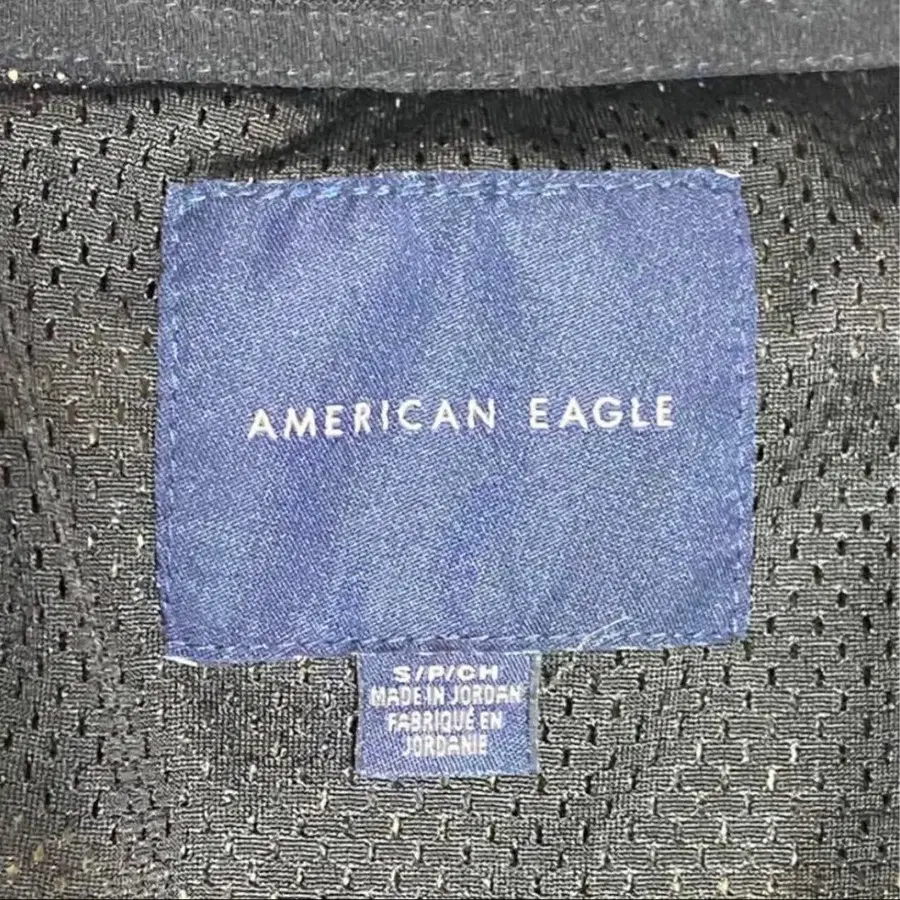 AMERICAN EAGLE
S/P/CH
MADE IN JORDAN
FABRIQUÉ EN
JORDANIE